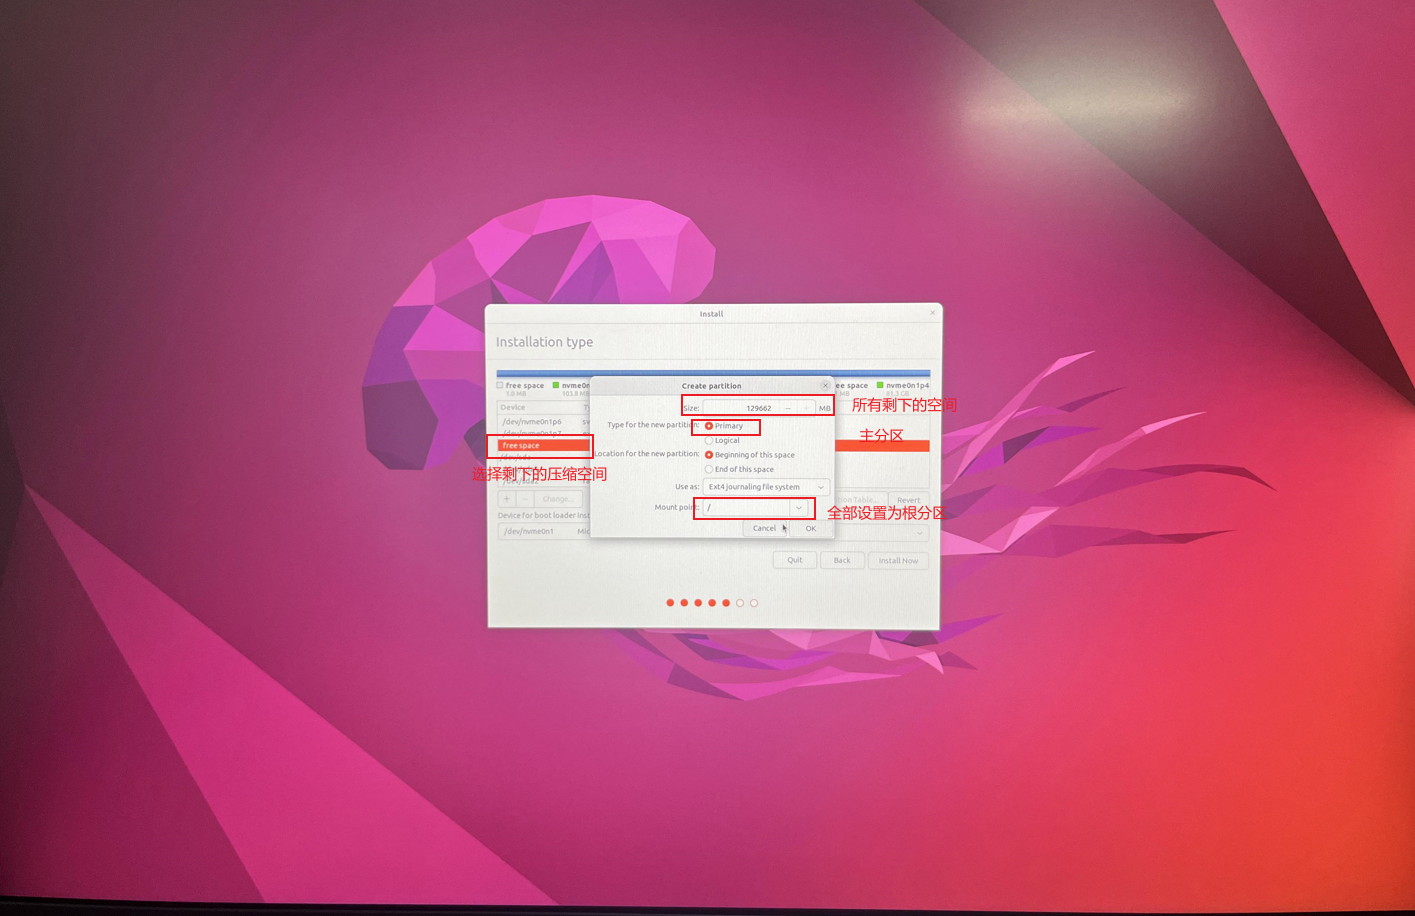 Install
Installation type
free space
nvme0n
ee space
nvme0n1p4
1.0 MB
103.8 MB
MB
81.3 GB
Create partition
Size:
129662
MB
所有剩下的空间
Device
Ty
/dev/nvme0n1p6
Type for the new partition:
Primary
主分区
/dev/nvme0n1p7
Logical
free space
Location for the new partition:
Beginning of this space
End of this space
选择剩下的压缩空间
Use as:
Ext4 journaling file system
+
−
Change...
ion Table...
Revert
Mount point:
/
全部设置为根分区
Device for boot loader inst
/dev/nvme0n1
Mi
Cancel
OK
Quit
Back
Install Now